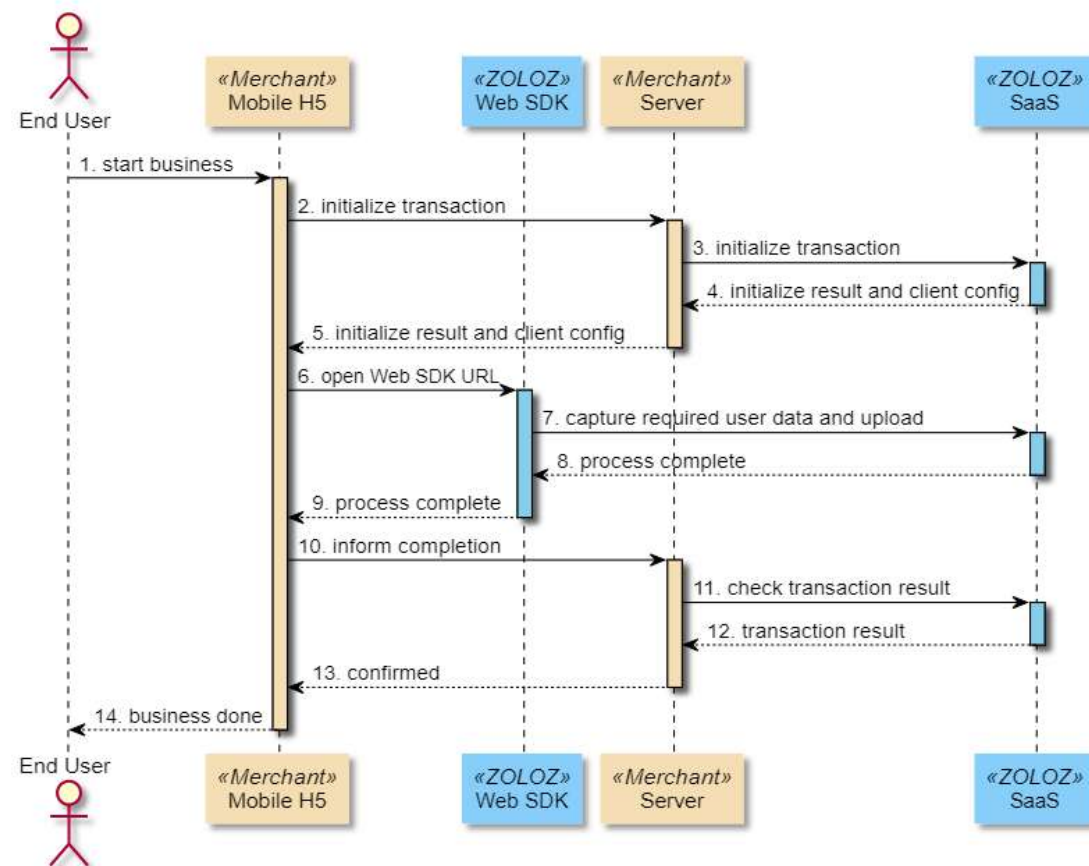 End User
«Merchant»
Mobile H5
«ZOLOZ»
Web SDK
«Merchant»
Server
«ZOLOZ»
SaaS
1. start business
2. initialize transaction
3. initialize transaction
4. initialize result and client config
5. initialize result and client config
6. open Web SDK URL
7. capture required user data and upload
8. process complete
9. process complete
10. inform completion
11. check transaction result
12. transaction result
13. confirmed
14. business done
End User
«Merchant»
Mobile H5
«ZOLOZ»
Web SDK
«Merchant»
Server
«ZOLOZ»
SaaS